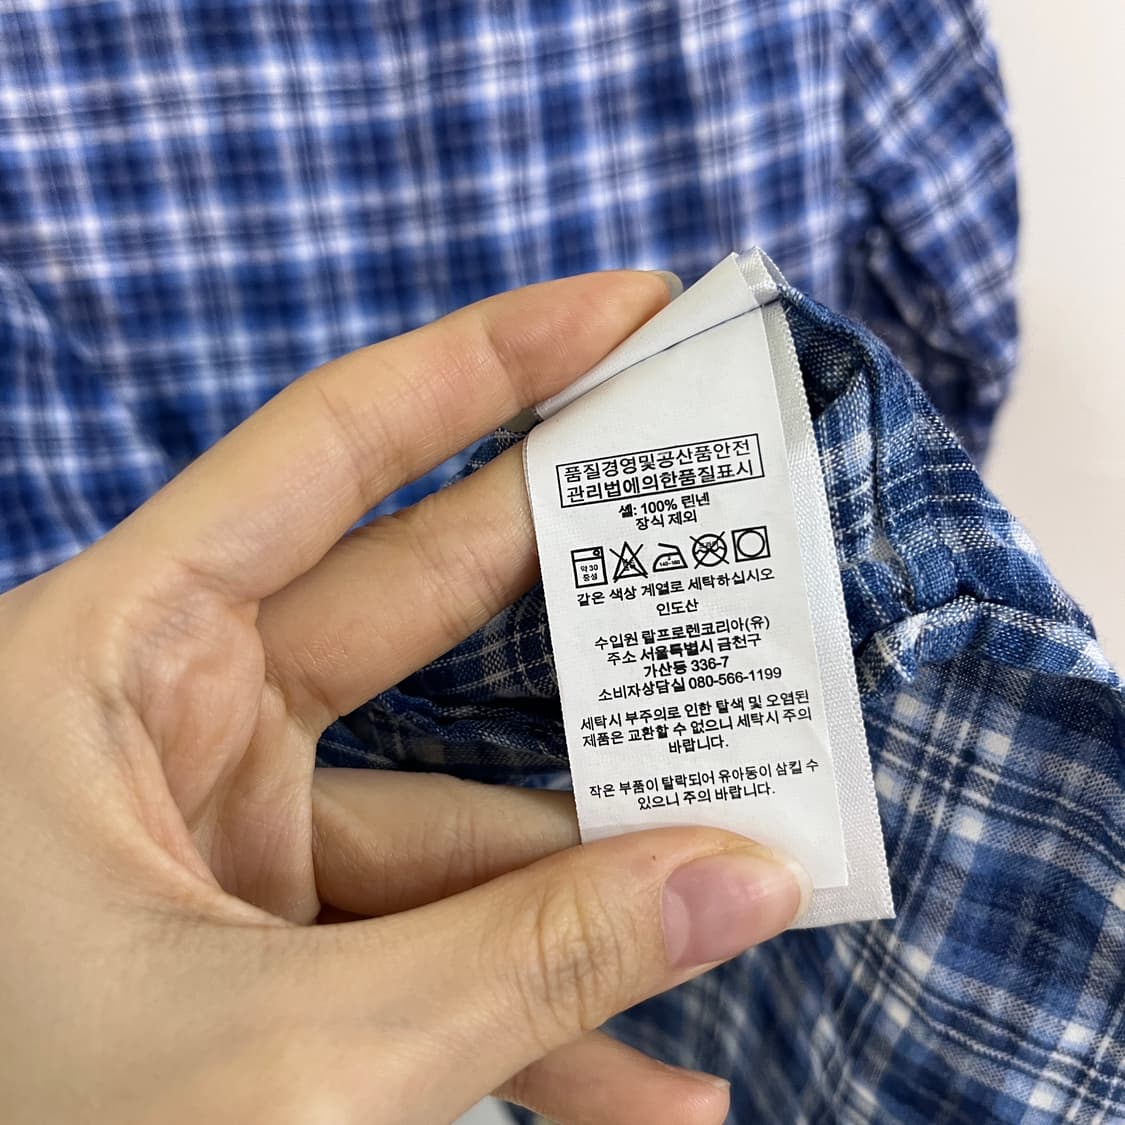 품질경영및공산품안전
관리법에의한품질표시
셸: 100% 린넨
장식 제외
약 30
중성
140~160
같은 색상 계열로 세탁하십시오
인도산
수입원 랄프로렌코리아(유)
주소 서울특별시 금천구
가산동 336-7
소비자상담실 080-566-1199
세탁시 부주의로 인한 탈색 및 오염된
제품은 교환할 수 없으니 세탁시 주의
바랍니다.
작은 부품이 탈락되어 유아동이 삼킬 수
있으니 주의 바랍니다.